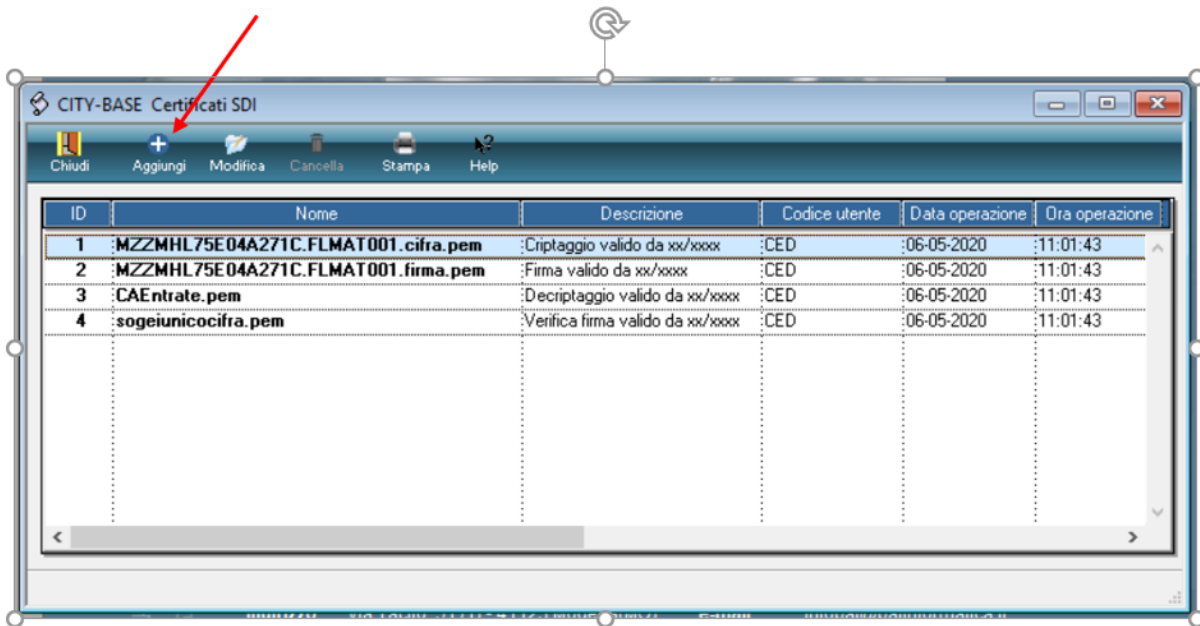 CITY-BASE Certificati SDI
Chiudi Aggiungi Modifica Cancella Stampa Help
ID Nome Descrizione Codice utente Data operazione Ora operazione
1 MZZMHL75E04A271C.FLMAT001.cifra.pem Criptaggio valido da xx/xxxx CED 06-05-2020 11:01:43
2 MZZMHL75E04A271C.FLMAT001.firma.pem Firma valido da xx/xxxx CED 06-05-2020 11:01:43
3 CAEntrate.pem Decriptaggio valido da xx/xxxx CED 06-05-2020 11:01:43
4 sogeiunicocifra.pem Verifica firma valido da xx/xxxx CED 06-05-2020 11:01:43